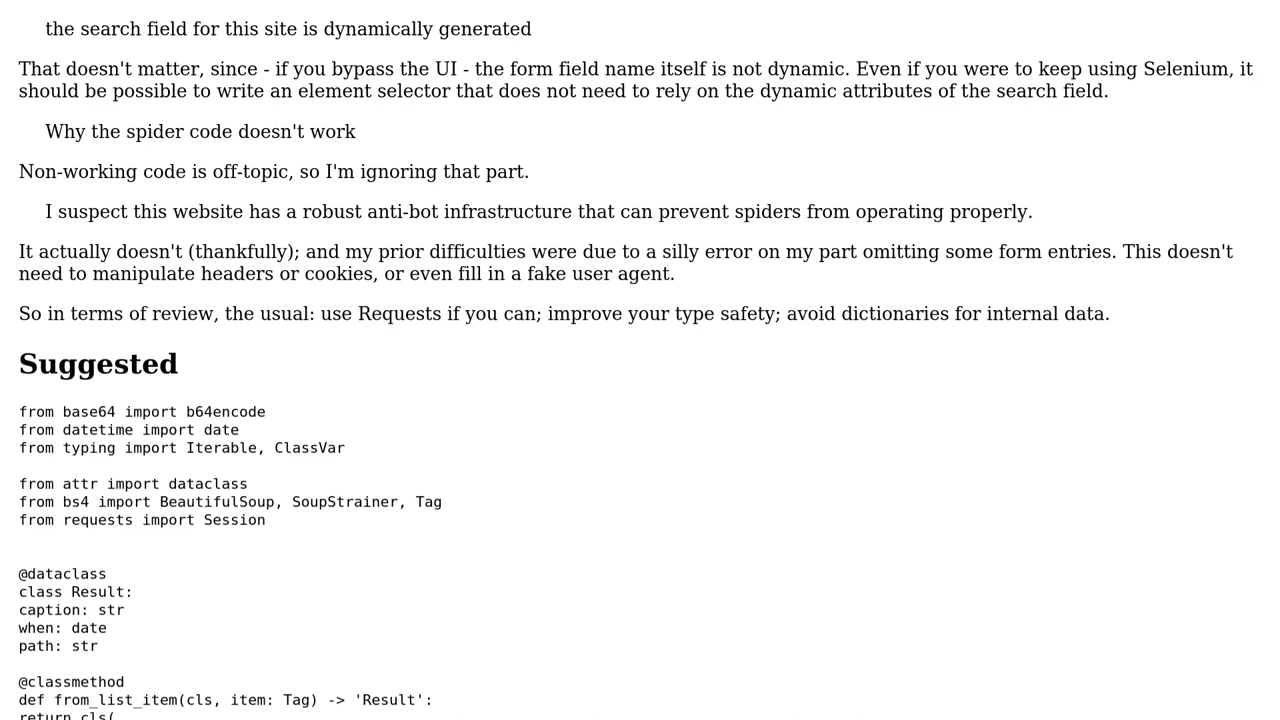 the search field for this site is dynamically generated
That doesn't matter, since - if you bypass the UI - the form field name itself is not dynamic. Even if you were to keep using Selenium, it
should be possible to write an element selector that does not need to rely on the dynamic attributes of the search field.
Why the spider code doesn't work
Non-working code is off-topic, so I'm ignoring that part.
I suspect this website has a robust anti-bot infrastructure that can prevent spiders from operating properly.
It actually doesn't (thankfully); and my prior difficulties were due to a silly error on my part omitting some form entries. This doesn't
need to manipulate headers or cookies, or even fill in a fake user agent.
So in terms of review, the usual: use Requests if you can; improve your type safety; avoid dictionaries for internal data.
Suggested
from base64 import b64encode
from datetime import date
from typing import Iterable, ClassVar
from attr import dataclass
from bs4 import BeautifulSoup, SoupStrainer, Tag
from requests import Session
@dataclass
class Result:
caption: str
when: date
path: str
@classmethod
def from_list_item(cls, item: Tag) -> 'Result':
return cls(